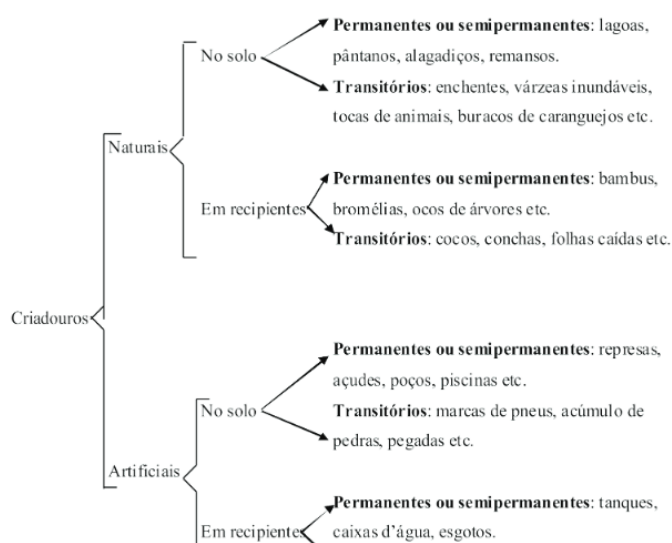 Criadouros
Naturais
No solo
Permanentes ou semipermanentes: lagoas,
pântanos, alagadiços, remansos.
Transitórios: enchentes, várzeas inundáveis,
tocas de animais, buracos de caranguejos etc.
Em recipientes
Permanentes ou semipermanentes: bambus,
bromélias, ocos de árvores etc.
Transitórios: cocos, conchas, folhas caídas etc.
Artificiais
No solo
Permanentes ou semipermanentes: represas,
açudes, poços, piscinas etc.
Transitórios: marcas de pneus, acúmulo de
pedras, pegadas etc.
Em recipientes
Permanentes ou semipermanentes: tanques,
caixas d’água, esgotos.